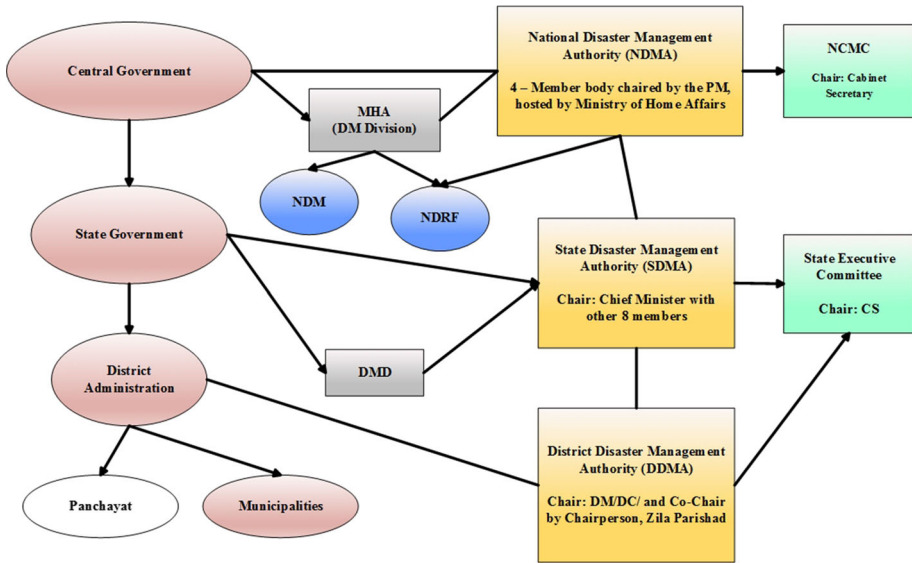 Central Government
National Disaster Management
Authority (NDMA)
4 – Member body chaired by the PM,
hosted by Ministry of Home Affairs
NCMC
Chair: Cabinet
Secretary
MHA
(DM Division)
NDM
NDRF
State Government
State Disaster Management
Authority (SDMA)
Chair: Chief Minister with
other 8 members
State Executive
Committee
Chair: CS
DMD
District
Administration
District Disaster Management
Authority (DDMA)
Chair: DM/DC/ and Co-Chair
by Chairperson, Zila Parishad
Panchayat
Municipalities